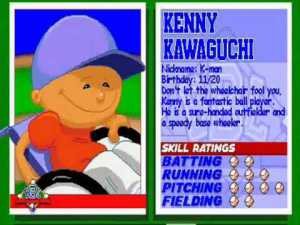 KENNY
KAWAGUCHI
Nickname: K-man
Birthday: 11/20
Don't let the wheelchair fool you,
Kenny is a fantastic ball player.
He is a sure-handed outfielder and
a speedy base wheeler.
SKILL RATINGS
BATTING
RUNNING
PITCHING
FIELDING